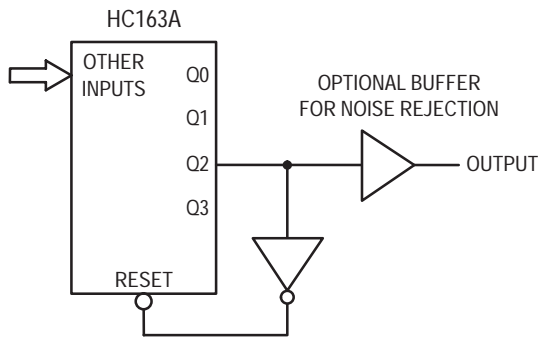 HC163A
OTHER
INPUTS
Q0
Q1
Q2
Q3
RESET
OPTIONAL BUFFER
FOR NOISE REJECTION
OUTPUT